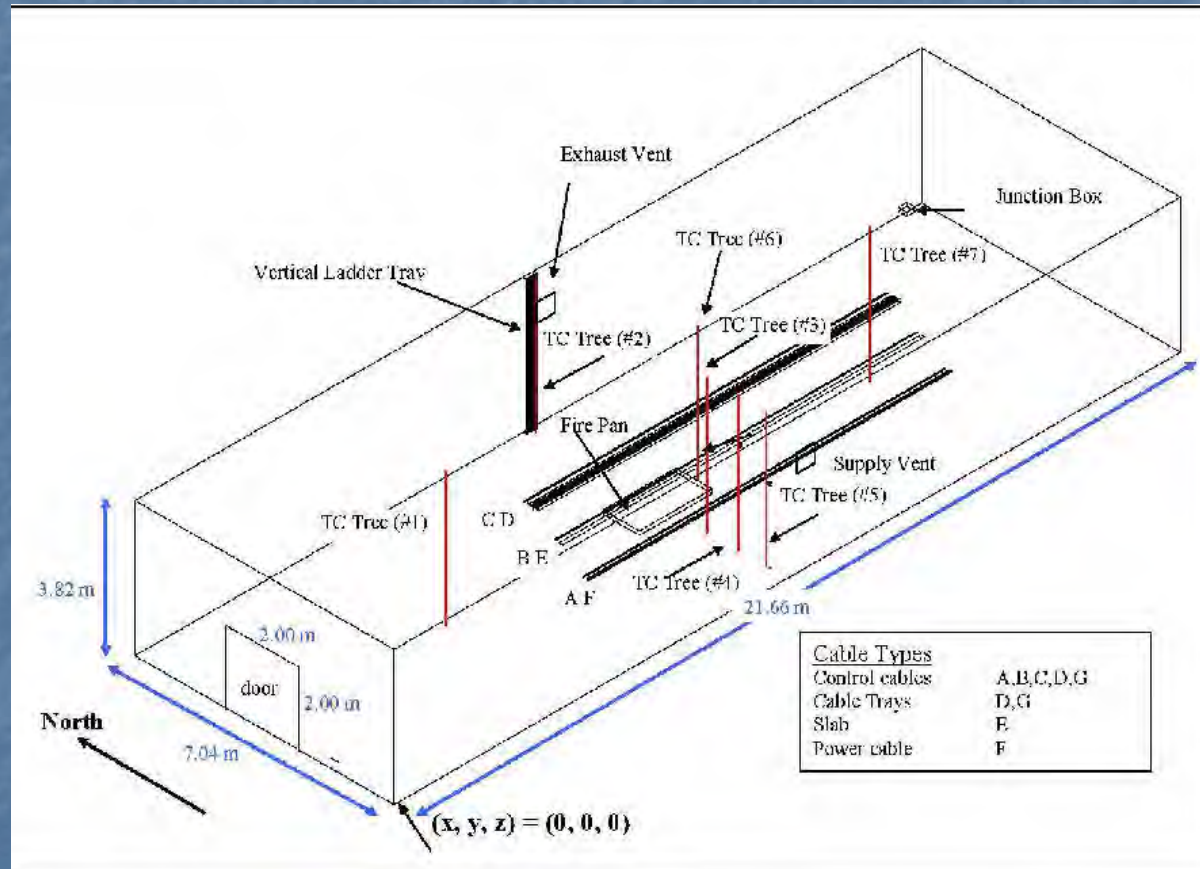 Exhaust Vent
Junction Box
TC Tree (#6)
TC Tree (#7)
Vertical Ladder Tray
TC Tree (#3)
TC Tree (#2)
Fire Pan
Supply Vent
TC Tree (#1)
TC Tree (#5)
C D
B E
A F
TC Tree (#4)
3.82 m
21.66 m
2.00 m
door
2.00 m
North
7.04 m
(x, y, z) = (0, 0, 0)
Cable Types
Control cables A,B,C,D,G
Cable Trays D,G
Slab E
Power cable F